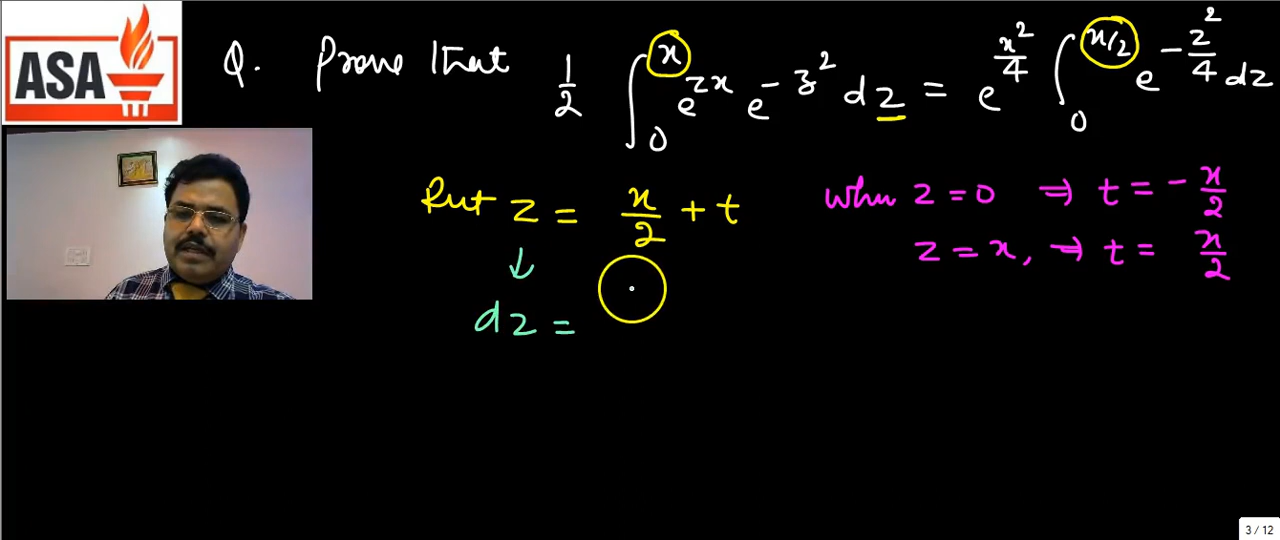 ASA
Q. Prove that 1/2 ∫₀ˣ e^{zx} e^{-z²} dz = e^{x²/4} ∫₀^{x/2} e^{-z²/4} dz
Put z = x/2 + t
When z = 0 ⇒ t = -x/2
z = x, ⇒ t = x/2
↓
dz =
3 / 12